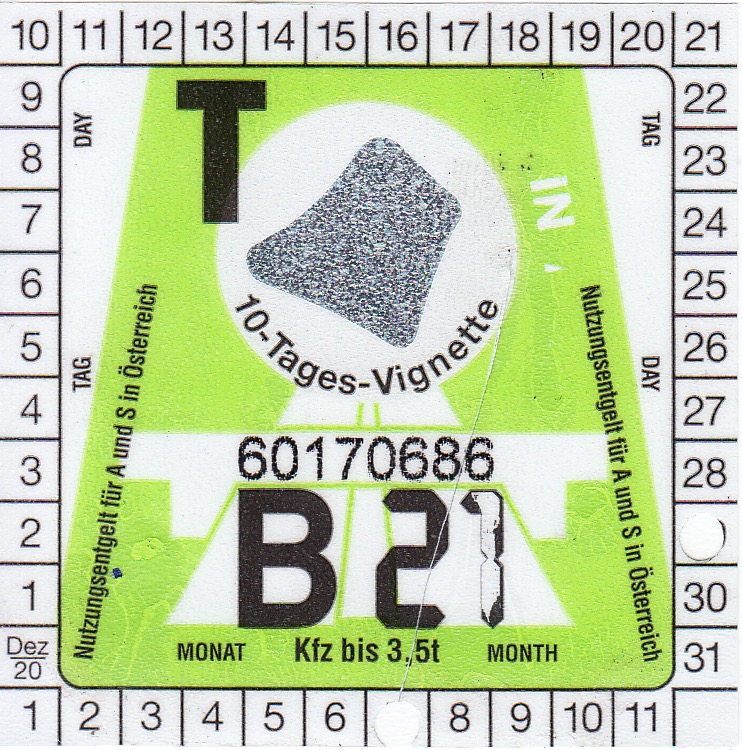 10 11 12 13 14 15 16 17 18 19 20 21
9 22
8 23
7 24
6 25
5 26
4 27
3 28
2
1 30
Dez 20 31
1 2 3 4 5 6 8 9 10 11
DAY
TAG
T
IN
10-Tages-Vignette
TAG
DAY
Nutzungsentgelt für A und S in Österreich
Nutzungsentgelt für A und S in Österreich
60170686
B 21
MONAT Kfz bis 3,5t MONTH